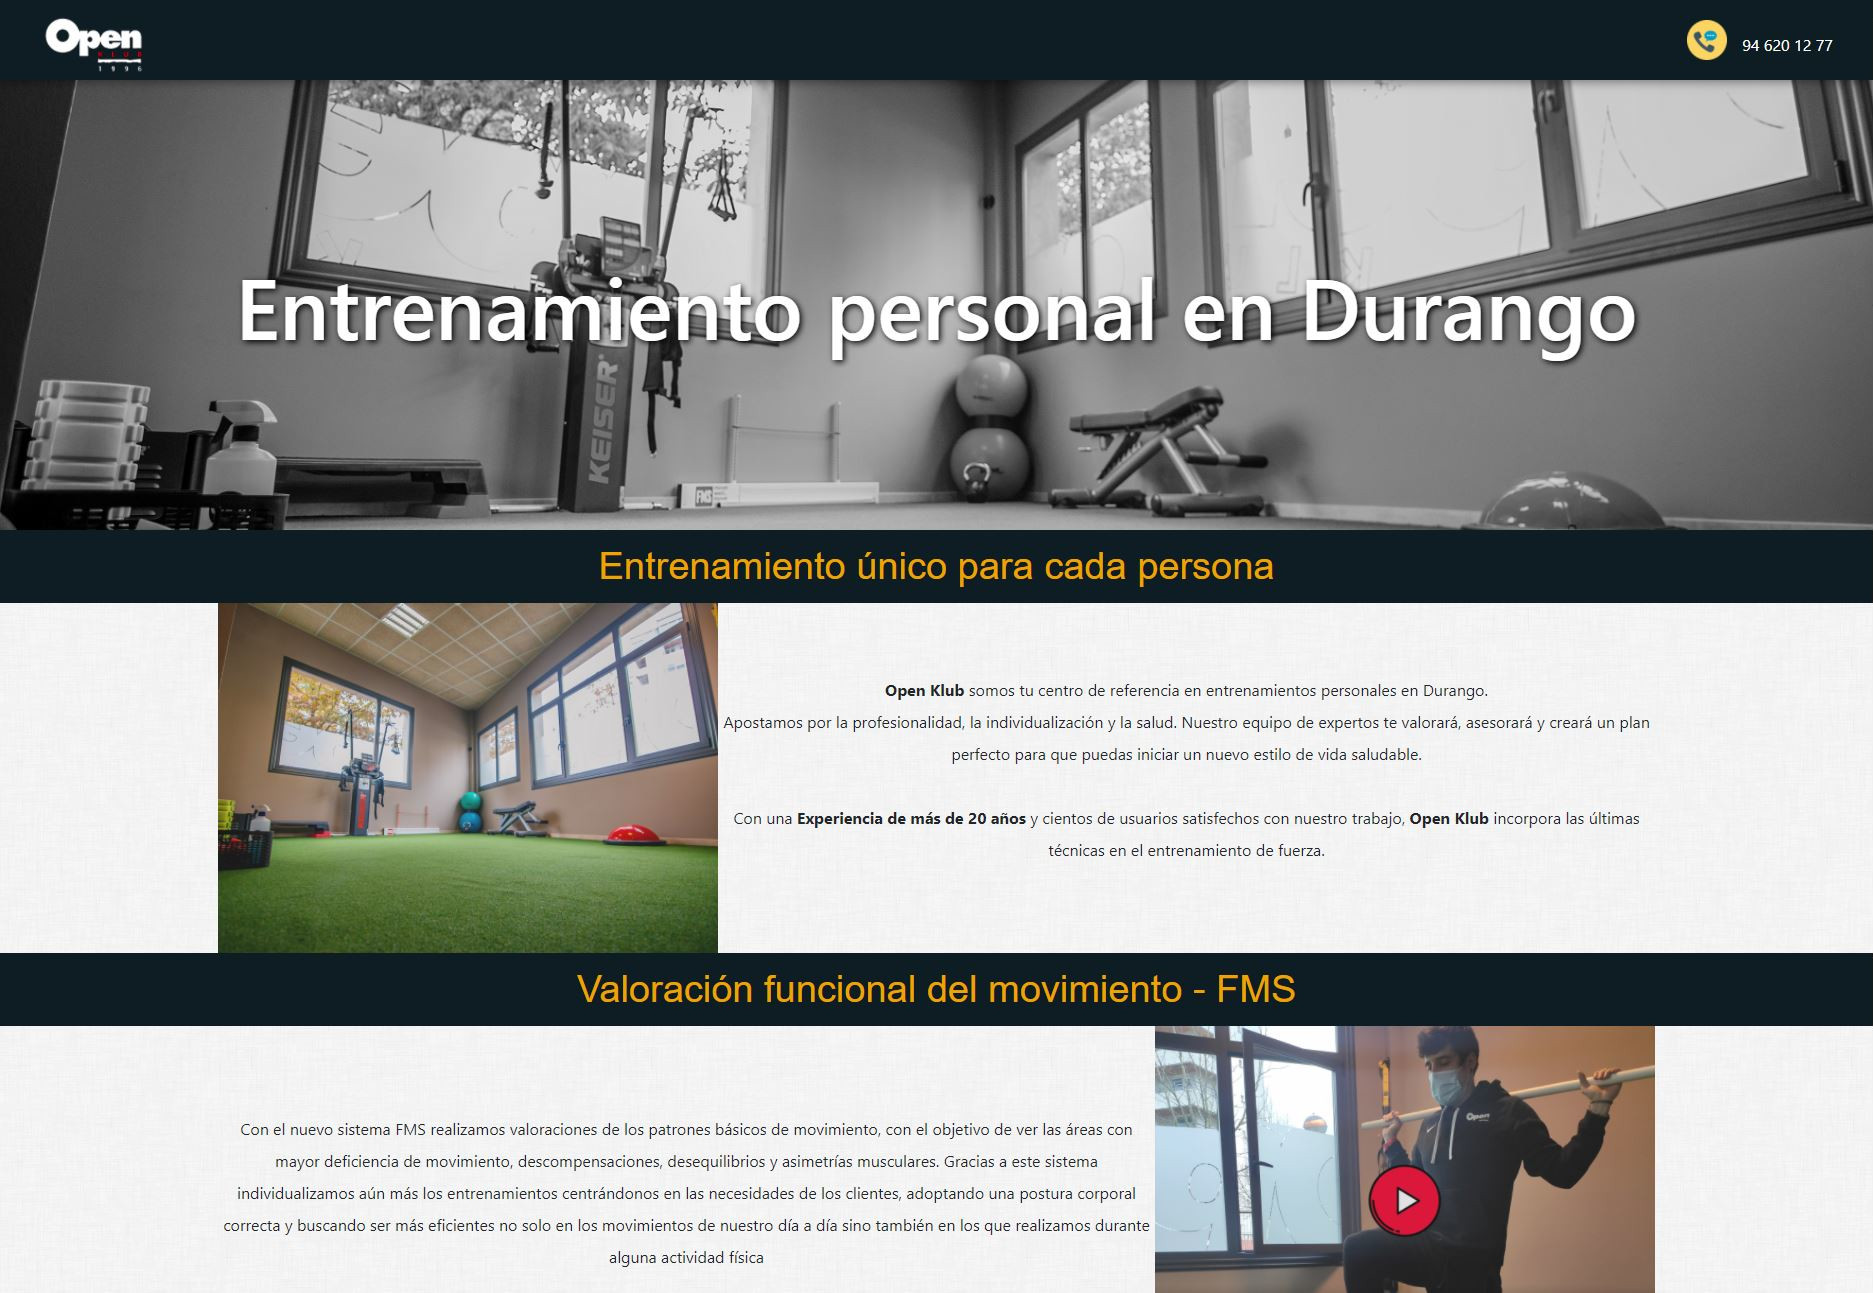 Open
KLUB
1996
94 620 12 77
Entrenamiento personal en Durango
KEISER
FMS
Entrenamiento único para cada persona
Open Klub somos tu centro de referencia en entrenamientos personales en Durango.
Apostamos por la profesionalidad, la individualización y la salud. Nuestro equipo de expertos te valorará, asesorará y creará un plan
perfecto para que puedas iniciar un nuevo estilo de vida saludable.
Con una Experiencia de más de 20 años y cientos de usuarios satisfechos con nuestro trabajo, Open Klub incorpora las últimas
técnicas en el entrenamiento de fuerza.
Valoración funcional del movimiento - FMS
Con el nuevo sistema FMS realizamos valoraciones de los patrones básicos de movimiento, con el objetivo de ver las áreas con
mayor deficiencia de movimiento, descompensaciones, desequilibrios y asimetrías musculares. Gracias a este sistema
individualizamos aún más los entrenamientos centrándonos en las necesidades de los clientes, adoptando una postura corporal
correcta y buscando ser más eficientes no solo en los movimientos de nuestro día a día sino también en los que realizamos durante
alguna actividad física
Open